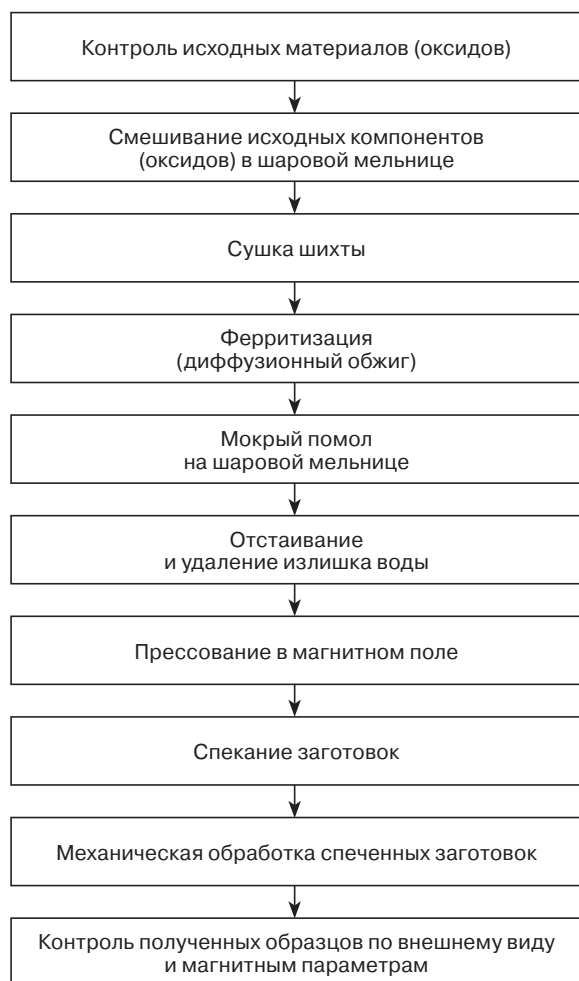 Контроль исходных материалов (оксидов)
Смешивание исходных компонентов
(оксидов) в шаровой мельнице
Сушка шихты
Ферритизация
(диффузионный обжиг)
Мокрый помол
на шаровой мельнице
Отстаивание
и удаление излишка воды
Прессование в магнитном поле
Спекание заготовок
Механическая обработка спеченных заготовок
Контроль полученных образцов по внешнему виду
и магнитным параметрам